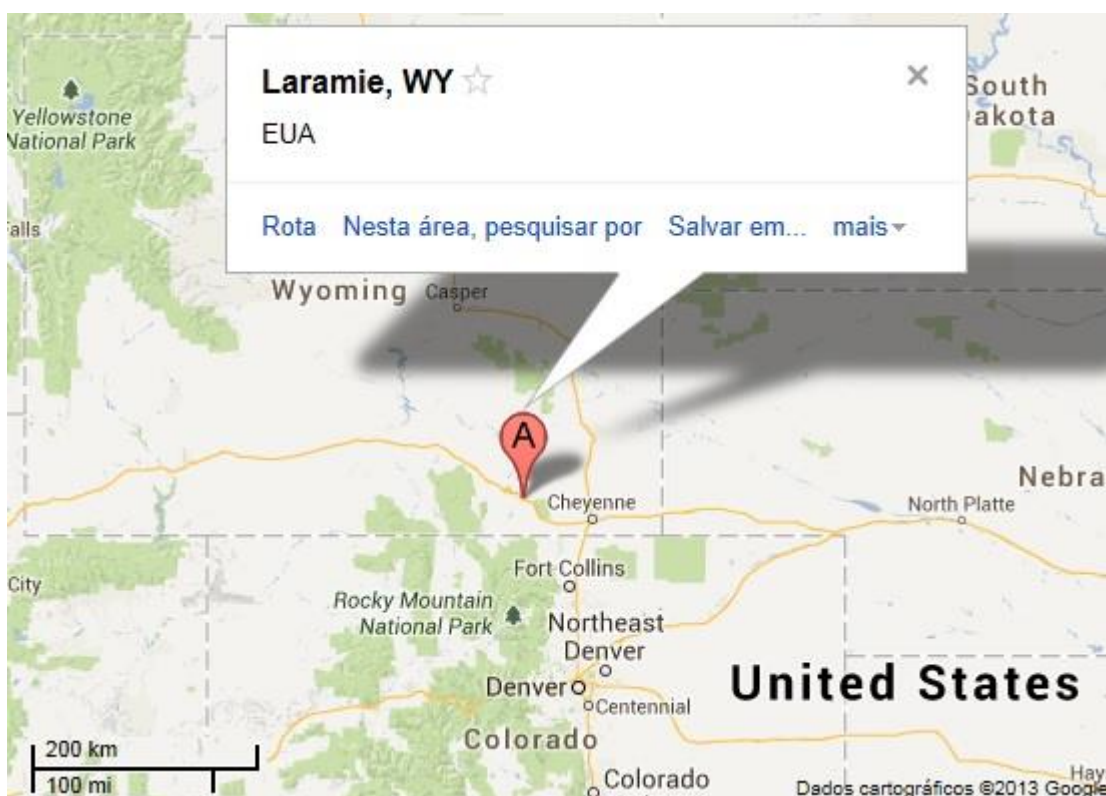 Laramie, WY
EUA
Rota Nesta área, pesquisar por Salvar em... mais
Yellowstone
National Park
South
Dakota
alls
Wyoming
Casper
A
Cheyenne
Nebra
North Platte
City
Fort Collins
Rocky Mountain
National Park
Northeast
Denver
Denver
Centennial
United States
Colorado
200 km
100 mi
Colorado
Hay
Dados cartográficos ©2013 Google